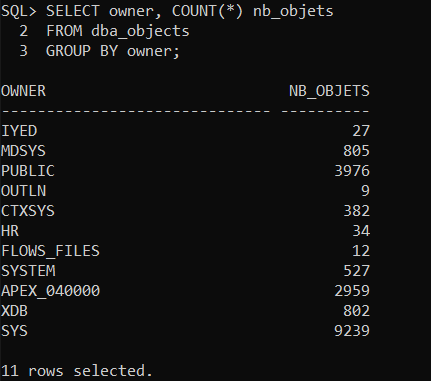 SQL> SELECT owner, COUNT(*) nb_objets
  2  FROM dba_objects
  3  GROUP BY owner;

OWNER                           NB_OBJETS
------------------------------ ----------
IYED                                   27
MDSYS                                 805
PUBLIC                               3976
OUTLN                                   9
CTXSYS                                382
HR                                     34
FLOWS_FILES                            12
SYSTEM                                527
APEX_040000                          2959
XDB                                   802
SYS                                  9239

11 rows selected.